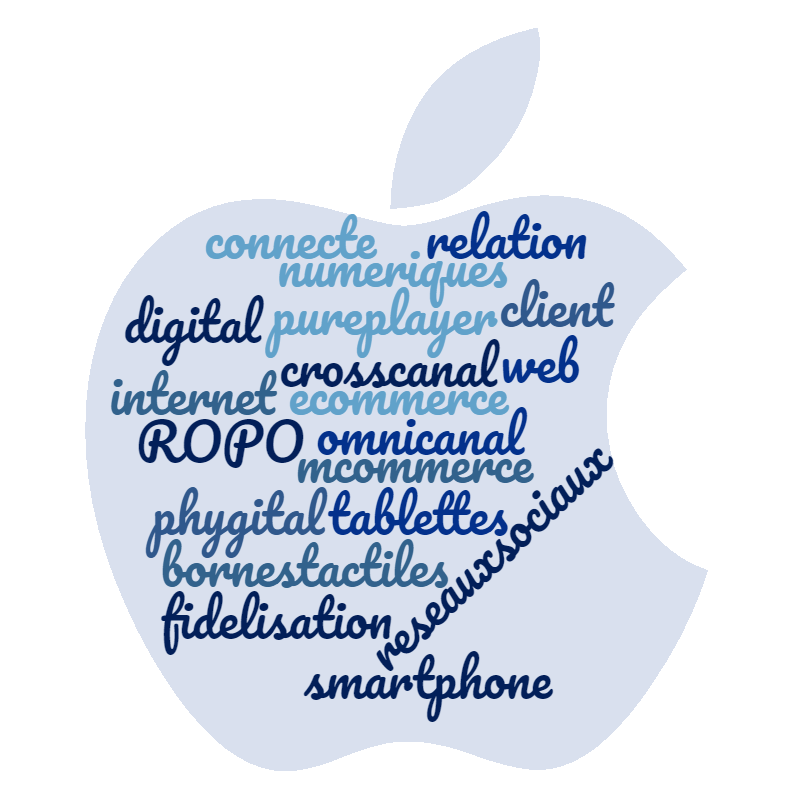 connecte relation
numeriques
digital pureplayer client
crosscanal web
internet ecommerce
ROPO omnicanal
mcommerce
phygital tablettes
reseauxsociaux
bornestactiles
fidelisation
smartphone